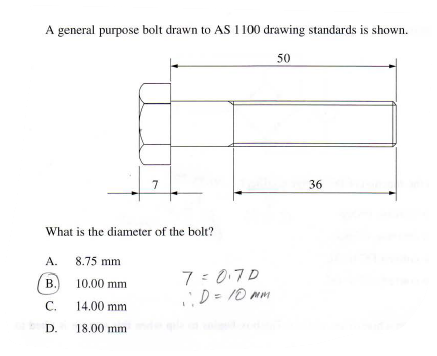 A general purpose bolt drawn to AS 1100 drawing standards is shown.
50
7
36
What is the diameter of the bolt?
A. 8.75 mm
B. 10.00 mm
C. 14.00 mm
D. 18.00 mm
7 = 0.7D
∴ D = 10 mm